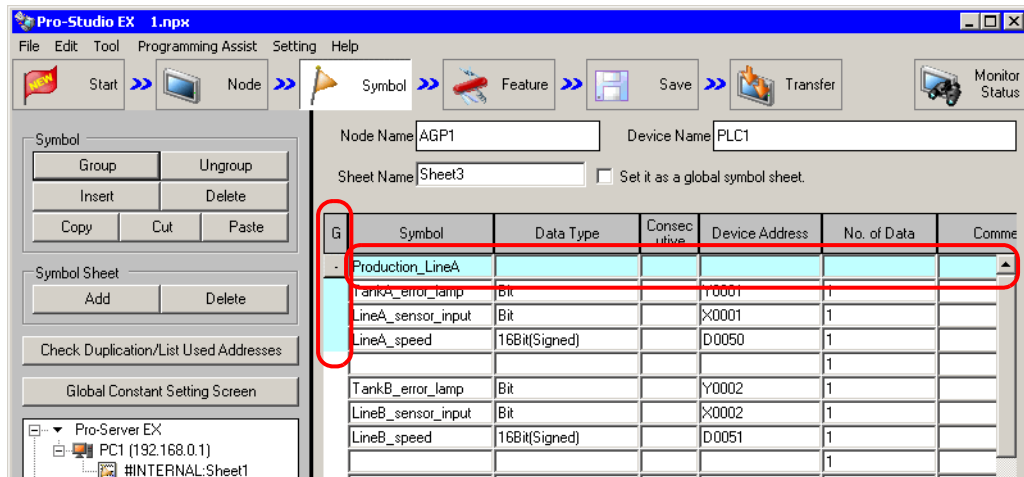 Pro-Studio EX 1.npx
File Edit Tool Programming Assist Setting Help
NEW Start Node Symbol Feature Save Transfer Monitor Status
Symbol
Group Ungroup
Insert Delete
Copy Cut Paste
Symbol Sheet
Add Delete
Check Duplication/List Used Addresses
Global Constant Setting Screen
Pro-Server EX
PC1 (192.168.0.1)
#INTERNAL:Sheet1
Node Name AGP1 Device Name PLC1
Sheet Name Sheet3 Set it as a global symbol sheet.
G Symbol Data Type Consec utive Device Address No. of Data Comme
- Production_LineA
TankA_error_lamp Bit Y0001 1
LineA_sensor_input Bit X0001 1
LineA_speed 16Bit(Signed) D0050 1
1
TankB_error_lamp Bit Y0002 1
LineB_sensor_input Bit X0002 1
LineB_speed 16Bit(Signed) D0051 1
1